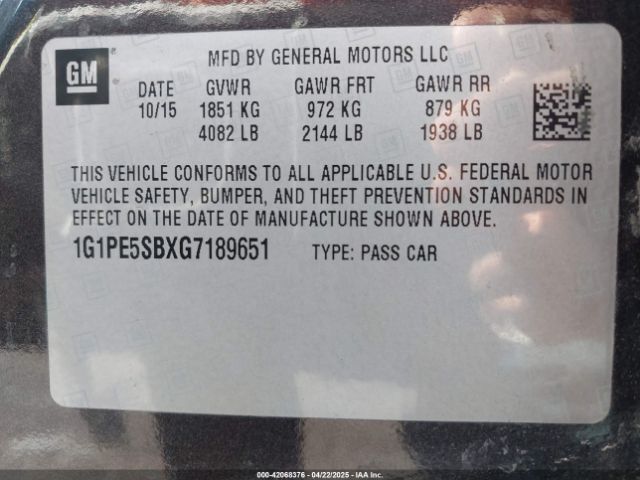 GM
MFD BY GENERAL MOTORS LLC
DATE GVWR GAWR FRT GAWR RR
10/15 1851 KG 972 KG 879 KG
4082 LB 2144 LB 1938 LB
THIS VEHICLE CONFORMS TO ALL APPLICABLE U.S. FEDERAL MOTOR
VEHICLE SAFETY, BUMPER, AND THEFT PREVENTION STANDARDS IN
EFFECT ON THE DATE OF MANUFACTURE SHOWN ABOVE.
1G1PE5SBXG7189651 TYPE: PASS CAR
000-42068376 - 04/22/2025 - IAAI.COM